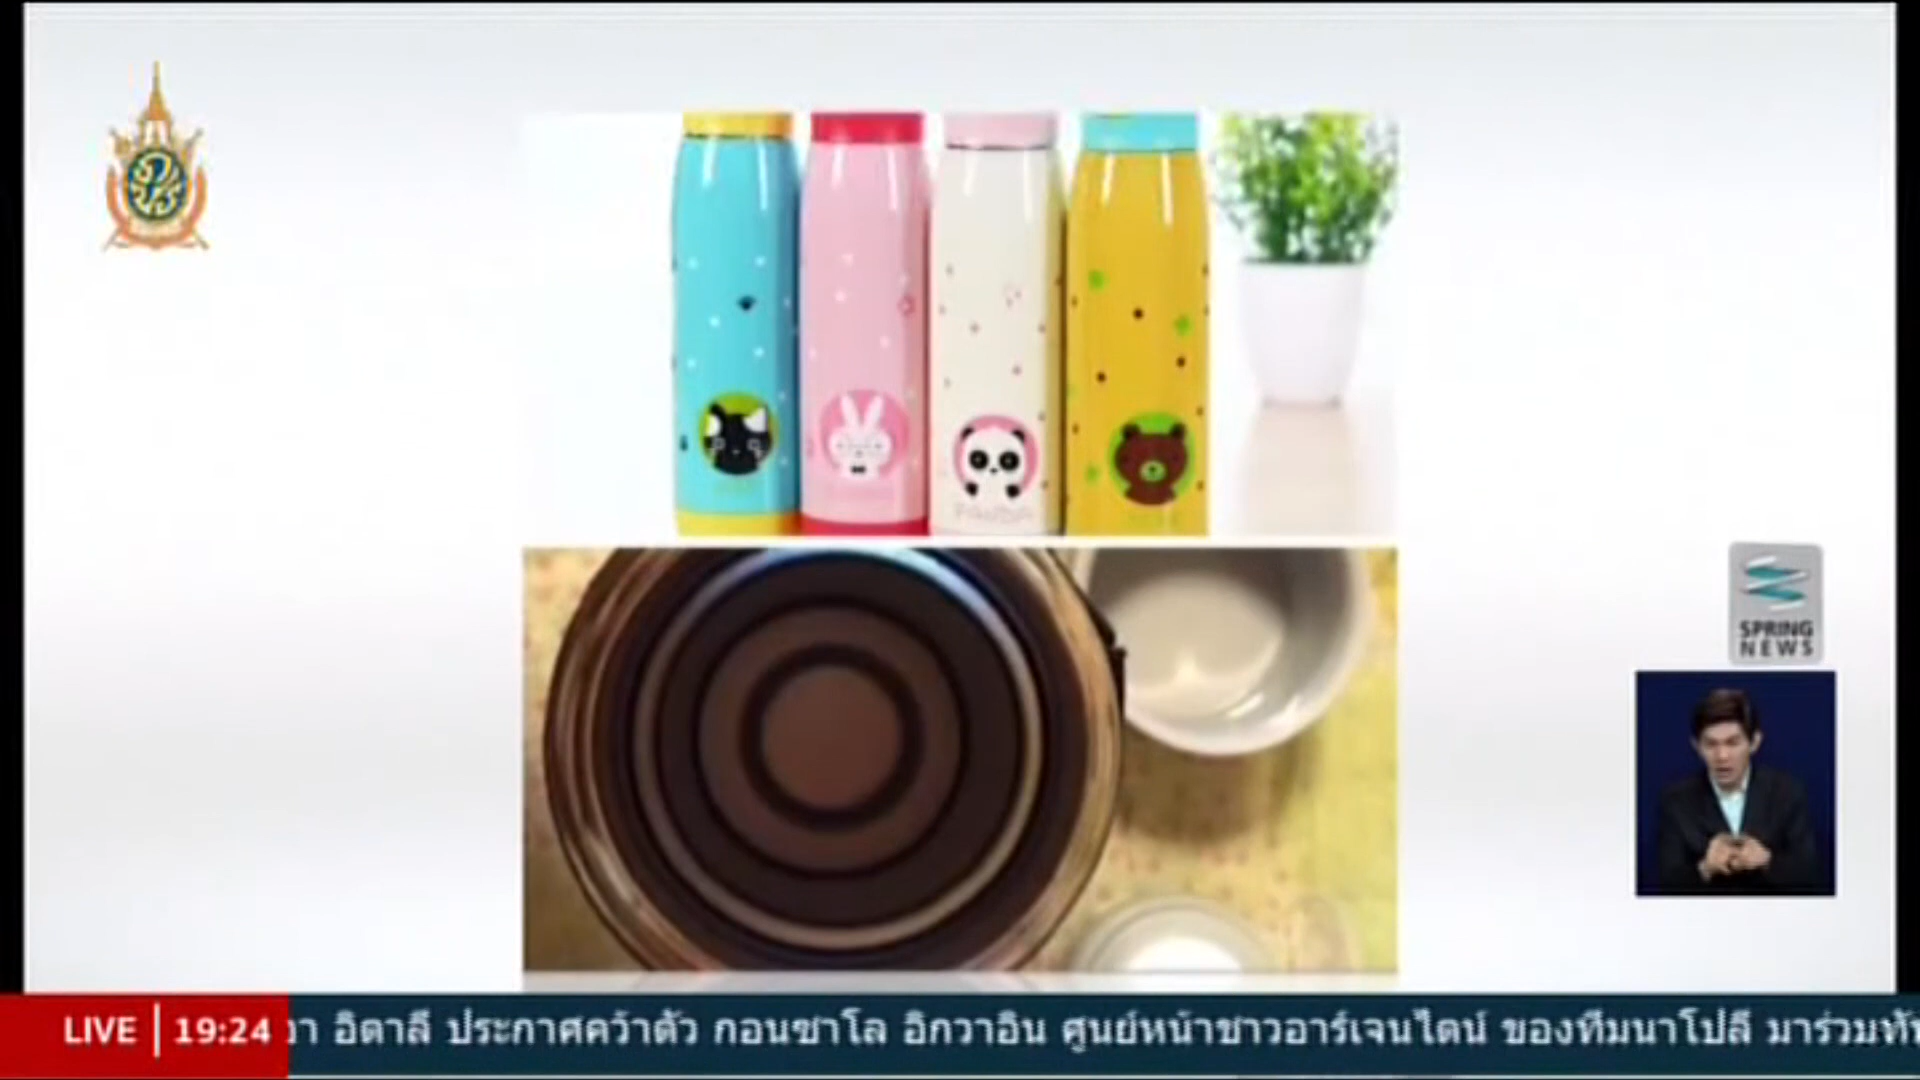 SPRING
NEWS
LIVE 19:24 อิตาลี ประกาศคว้าตัว กอนซาโล อิกวาอิน ศูนย์หน้าชาวอาร์เจนไตน์ ของทีมนาโปลี มาร่วมทัพ